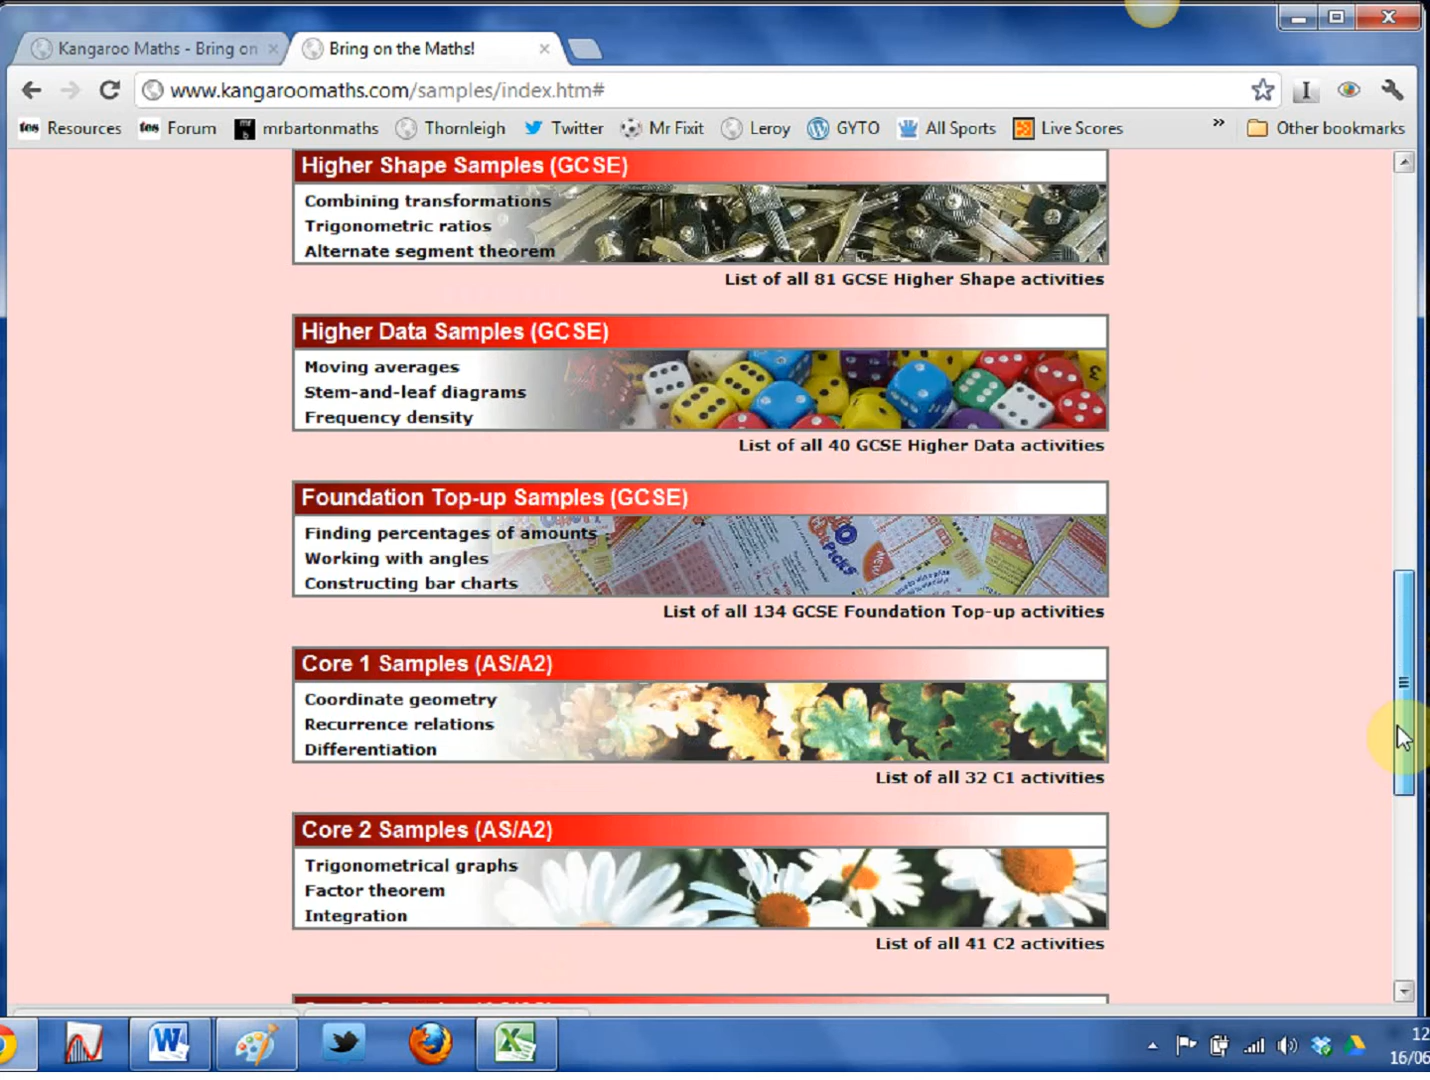 Kangaroo Maths - Bring on
Bring on the Maths!
www.kangaroomaths.com/samples/index.htm#
tes Resources
tes Forum
mrbartonmaths
Thornleigh
Twitter
Mr Fixit
Leroy
GYTO
All Sports
Live Scores
»
Other bookmarks
Higher Shape Samples (GCSE)
Combining transformations
Trigonometric ratios
Alternate segment theorem
List of all 81 GCSE Higher Shape activities
Higher Data Samples (GCSE)
Moving averages
Stem-and-leaf diagrams
Frequency density
List of all 40 GCSE Higher Data activities
Foundation Top-up Samples (GCSE)
Finding percentages of amounts
Working with angles
Constructing bar charts
List of all 134 GCSE Foundation Top-up activities
Core 1 Samples (AS/A2)
Coordinate geometry
Recurrence relations
Differentiation
List of all 32 C1 activities
Core 2 Samples (AS/A2)
Trigonometrical graphs
Factor theorem
Integration
List of all 41 C2 activities
12
16/06